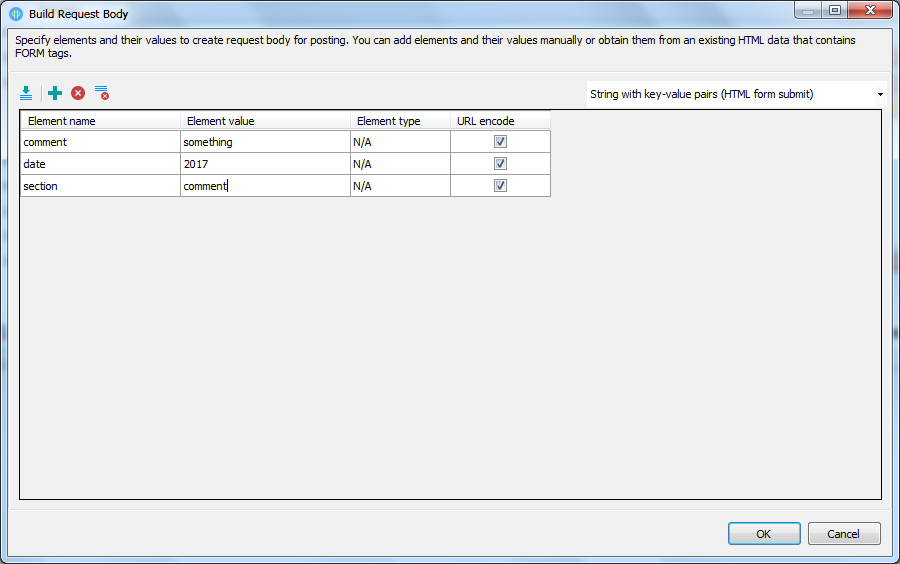 Build Request Body
Specify elements and their values to create request body for posting. You can add elements and their values manually or obtain them from an existing HTML data that contains
FORM tags.
String with key-value pairs (HTML form submit)
Element name Element value Element type URL encode
comment something N/A
date 2017 N/A
section comment N/A
OK Cancel